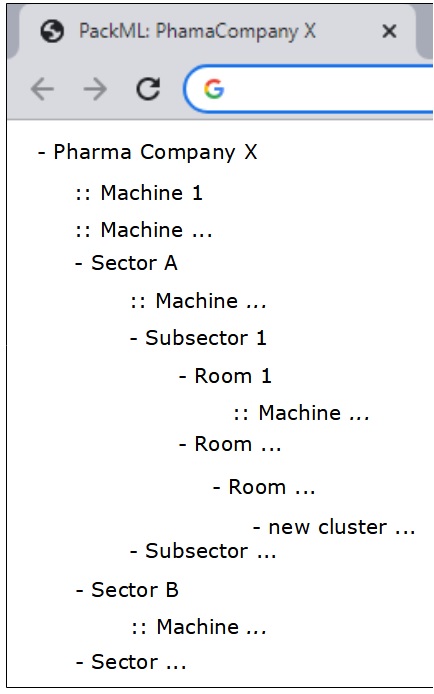 PackML: PhamaCompany X
- Pharma Company X
:: Machine 1
:: Machine ...
- Sector A
:: Machine ...
- Subsector 1
- Room 1
:: Machine ...
- Room ...
- Room ...
- new cluster ...
- Subsector ...
- Sector B
:: Machine ...
- Sector ...